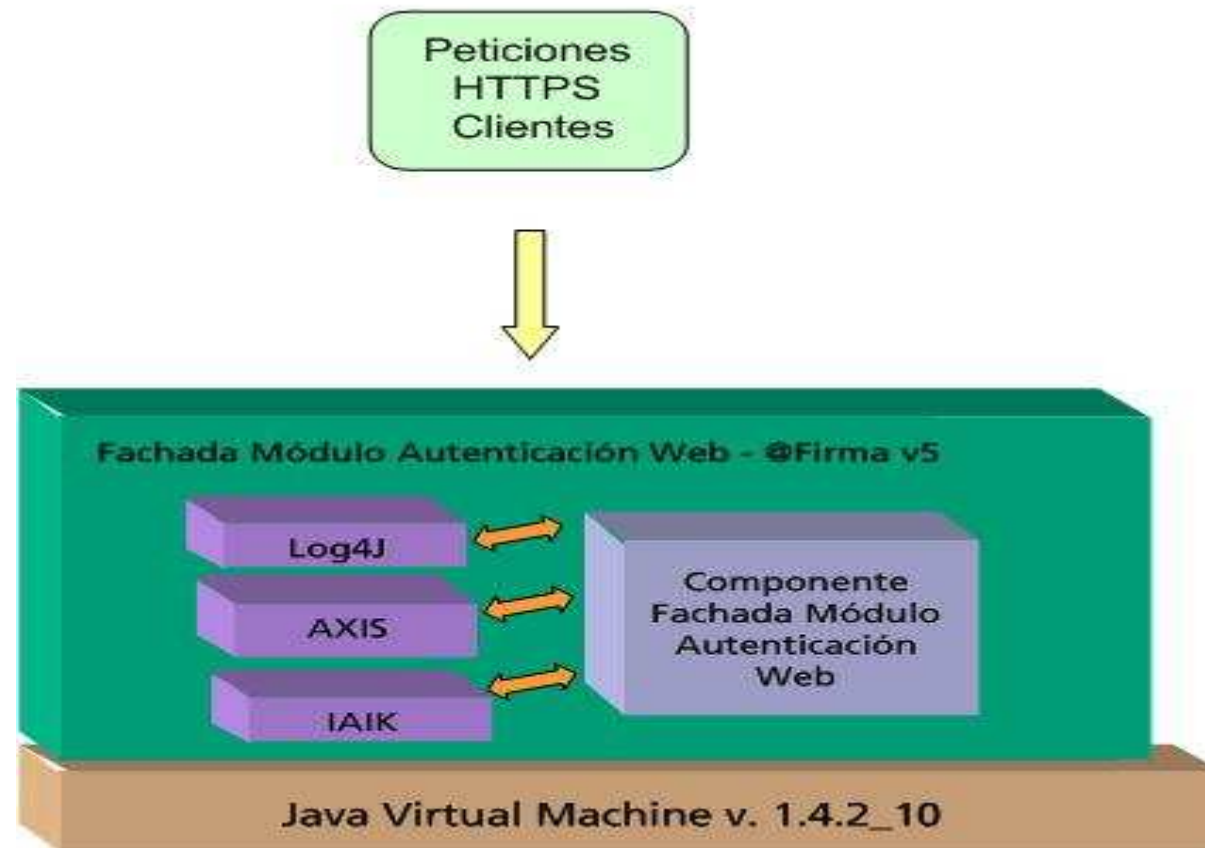 Peticiones
HTTPS
Clientes
Fachada Módulo Autenticación Web - @Firma v5
Log4J
AXIS
IAIK
Componente
Fachada Módulo
Autenticación
Web
Java Virtual Machine v. 1.4.2_10